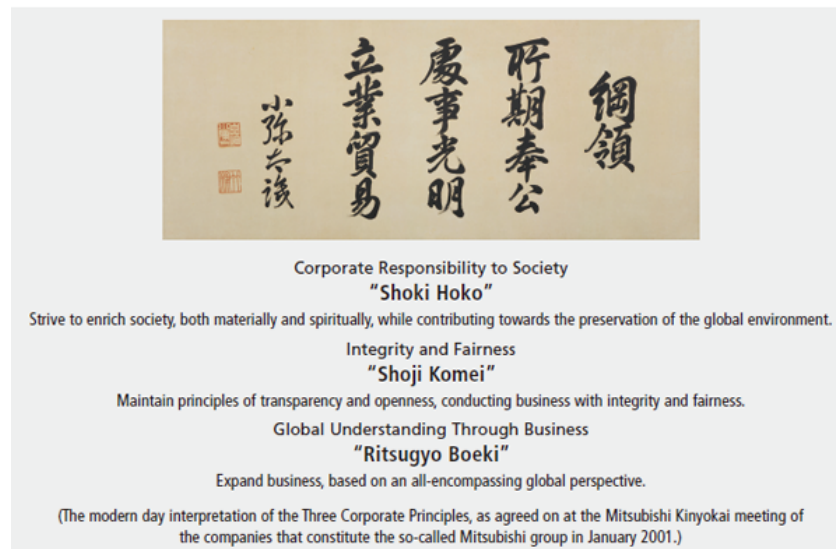 綱領
所期奉公
處事光明
立業貿易
小弥太識
Corporate Responsibility to Society
“Shoki Hoko”
Strive to enrich society, both materially and spiritually, while contributing towards the preservation of the global environment.
Integrity and Fairness
“Shoji Komei”
Maintain principles of transparency and openness, conducting business with integrity and fairness.
Global Understanding Through Business
“Ritsugyo Boeki”
Expand business, based on an all-encompassing global perspective.
(The modern day interpretation of the Three Corporate Principles, as agreed on at the Mitsubishi Kinyokai meeting of
the companies that constitute the so-called Mitsubishi group in January 2001.)